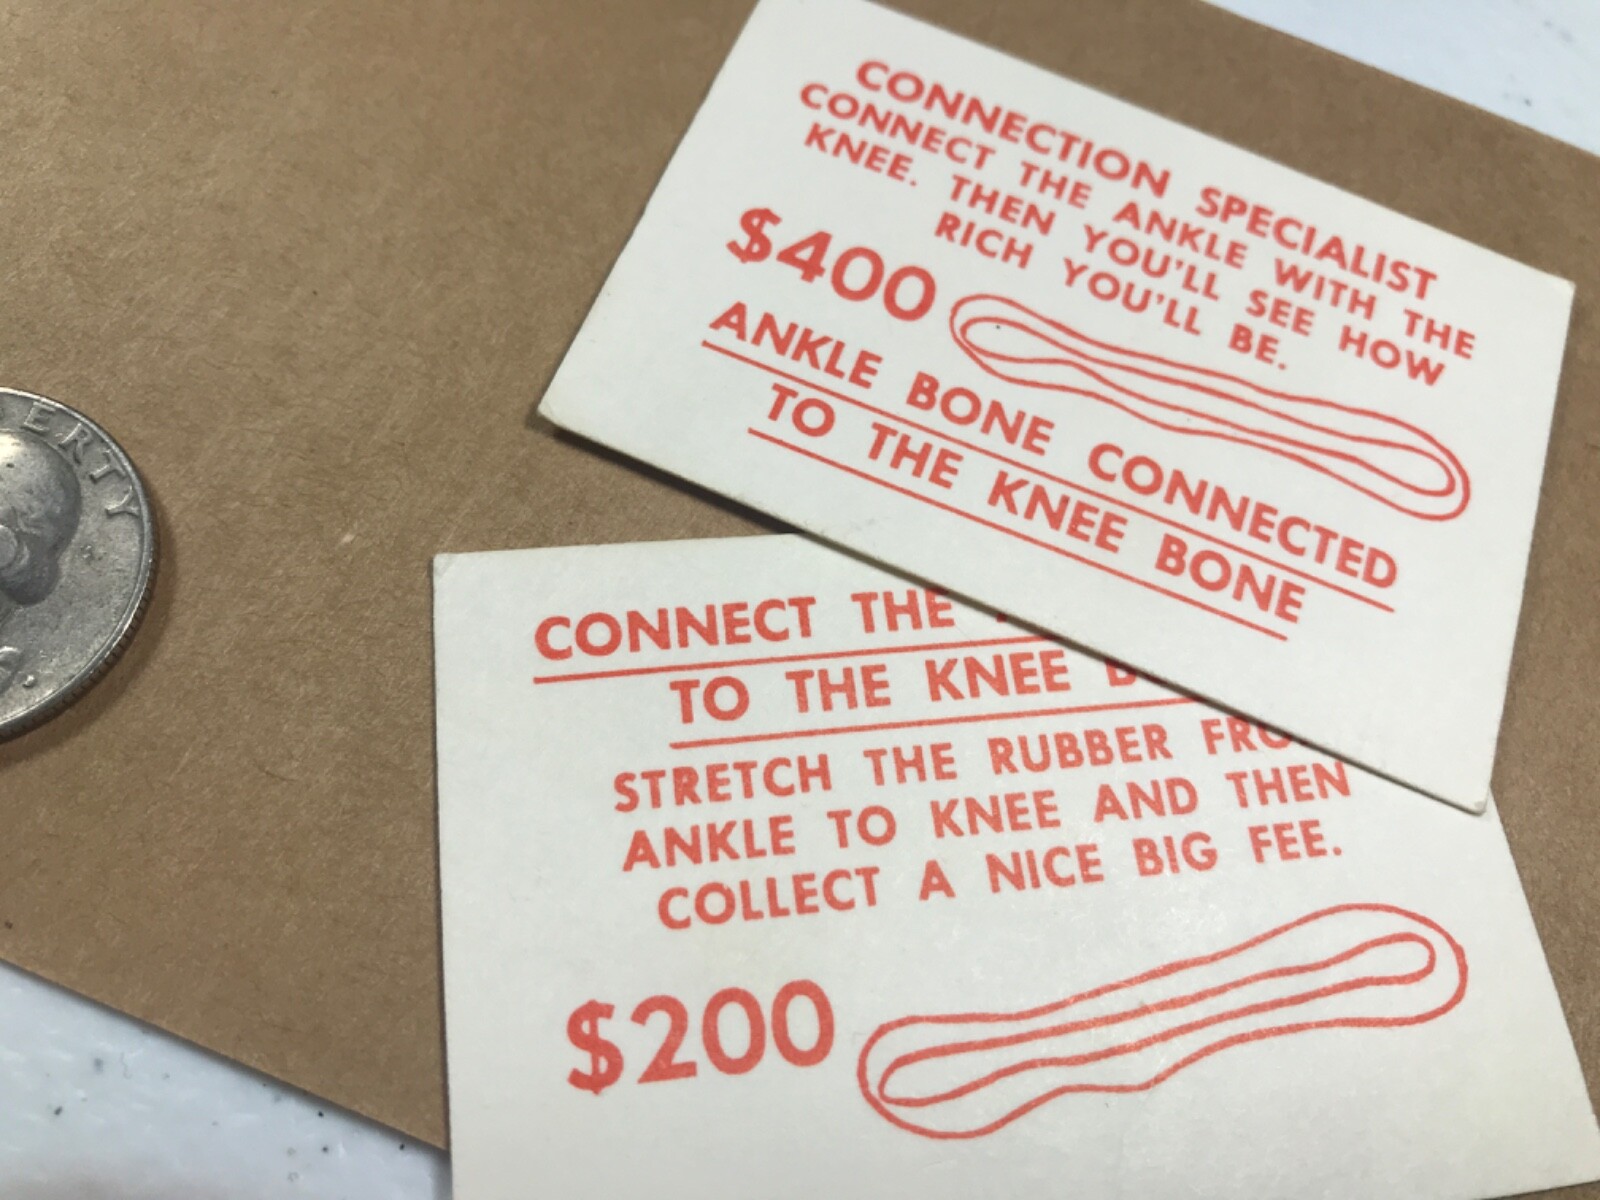 CONNECTION SPECIALIST
CONNECT THE ANKLE WITH THE
KNEE. THEN YOU'LL SEE HOW
RICH YOU'LL BE.
$400
ANKLE BONE CONNECTED
TO THE KNEE BONE
CONNECT THE
TO THE KNEE
STRETCH THE RUBBER
ANKLE TO KNEE AND THEN
COLLECT A NICE BIG FEE.
$200